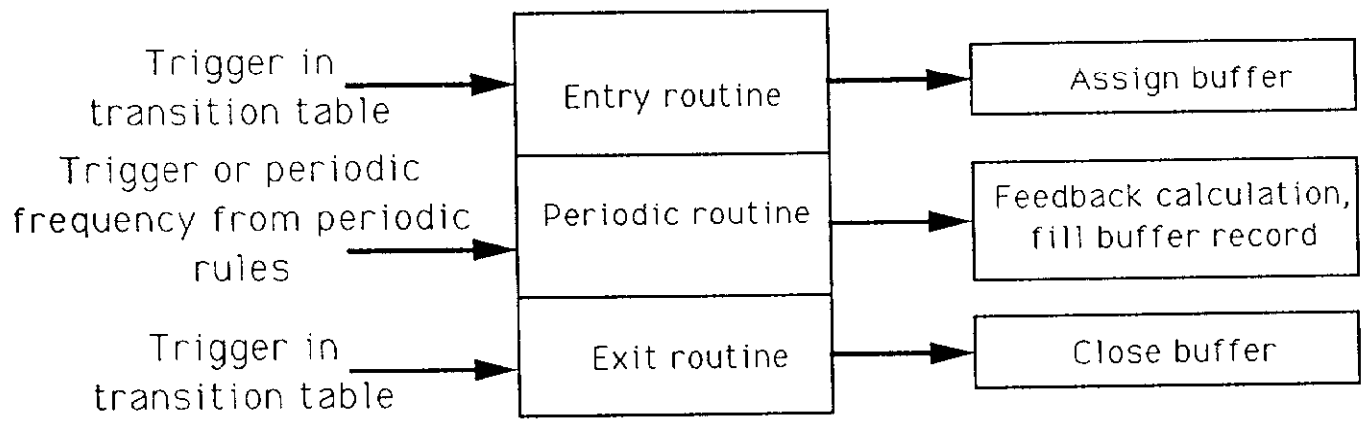 Trigger in
transition table
Entry routine
Assign buffer
Trigger or periodic
frequency from periodic
rules
Periodic routine
Feedback calculation,
fill buffer record
Trigger in
transition table
Exit routine
Close buffer